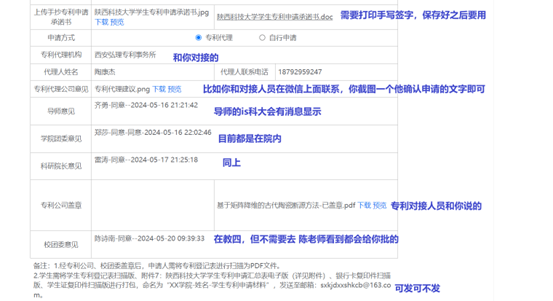 上传手抄专利申请承诺书
陕西科技大学学生专利申请承诺书.jpg
下载 预览
陕西科技大学学生专利申请承诺书.doc
需要打印手写签字，保存好之后要用
申请方式
专利代理
自行申请
专利代理机构
西安弘理专利事务所
和你对接的
代理人姓名
陶康杰
代理人联系电话
18792959247
专利代理公司意见
专利代理建议.png 下载 预览
比如你和对接人员在微信上面联系，你截图一个他确认申请的文字即可
导师意见
齐勇-同意--2024-05-16 21:21:42
导师的is科大会有消息显示
学院团委意见
郑莎-同意-同意-2024-05-16 22:02:46
目前都是在院内
科研院长意见
雷涛-同意--2024-05-17 21:25:18
同上
专利公司盖章
基于矩阵降维的古代陶瓷断源方法-已盖章.pdf 下载 预览
专利对接人员和你说的
校团委意见
陈诗南-同意--2024-05-20 09:39:33
在教四，但不需要去 陈老师看到都会给你批的
备注：1.经专利公司、校团委盖章后，申请人需将专利登记表进行扫描为PDF文件。
2.学生需将学生专利登记表扫描版、附件7：陕西科技大学学生专利申请汇总表电子版（详见附件）、银行卡复印件扫描
版、学生证复印件扫描版进行打包，命名为“XX学院-姓名-学生专利申请材料”，发送至邮箱：sxkjdxxshkcb@163.co
m。
可发可不发